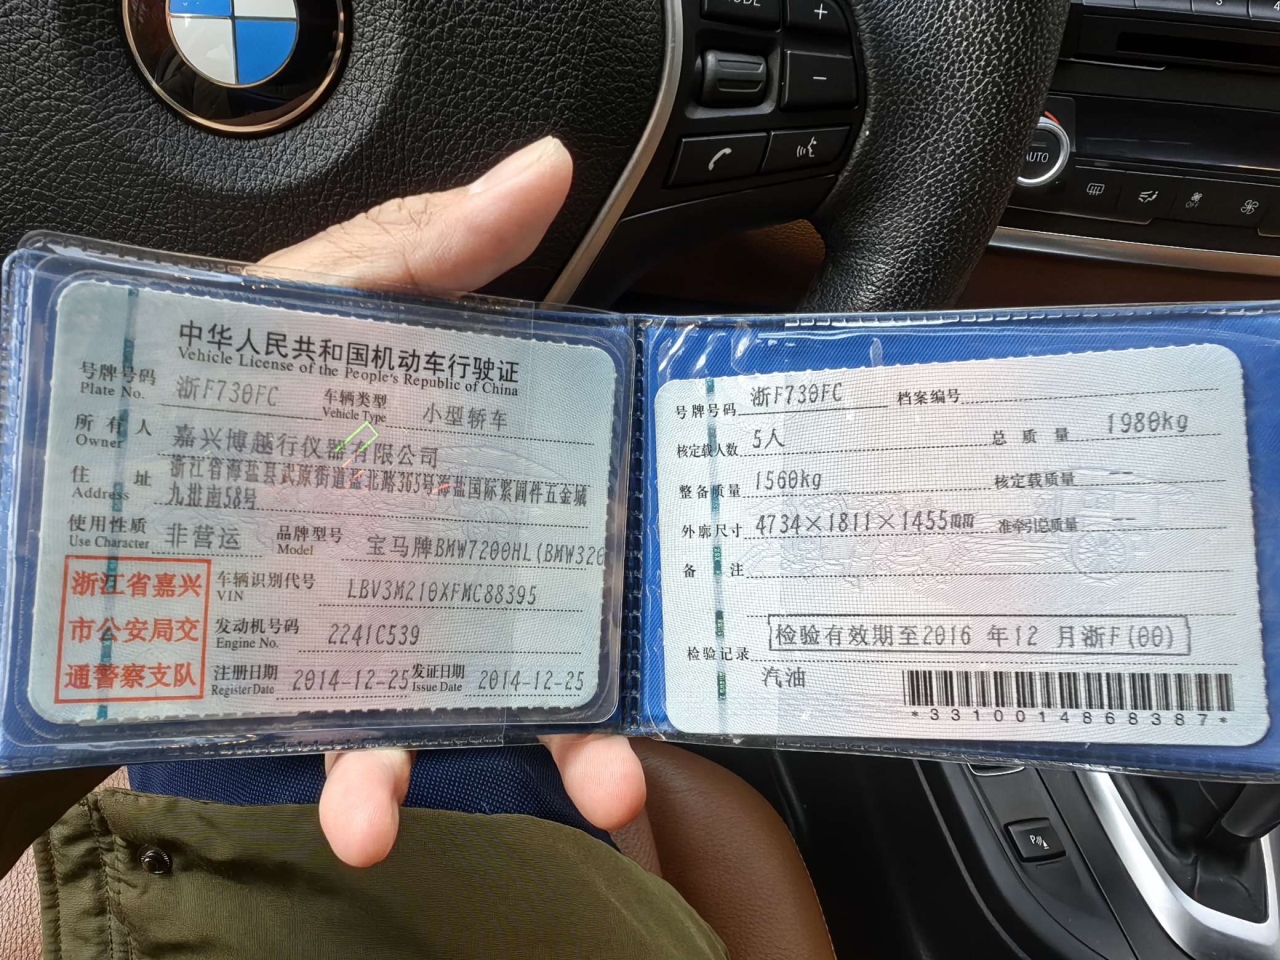 MODE
+
−
AUTO
OFF
中华人民共和国机动车行驶证
Vehicle License of the People's Republic of China
号牌号码 浙F730FC 车辆类型 小型轿车
Plate No. Vehicle Type
所有人 嘉兴博越行仪器有限公司
Owner
住址 浙江省海盐县武原街道盐北路365号海盐国际紧固件五金城
Address 九批南58号
使用性质 非营运 品牌型号 宝马牌BMW7200HL(BMW320
Use Character Model
浙江省嘉兴
市公安局交
通警察支队
车辆识别代号 LBV3M210XFMC88395
VIN
发动机号码 2241C539
Engine No.
注册日期 2014-12-25 发证日期 2014-12-25
Register Date Issue Date
号牌号码 浙F730FC 档案编号
核定载人数 5人 总质量 1980kg
整备质量 1560kg 核定载质量 --
外廓尺寸 4734×1811×1455mm 准牵引总质量 --
备注
检验有效期至2016 年12 月浙F(00)
检验记录
汽油
*3310014868387*
P